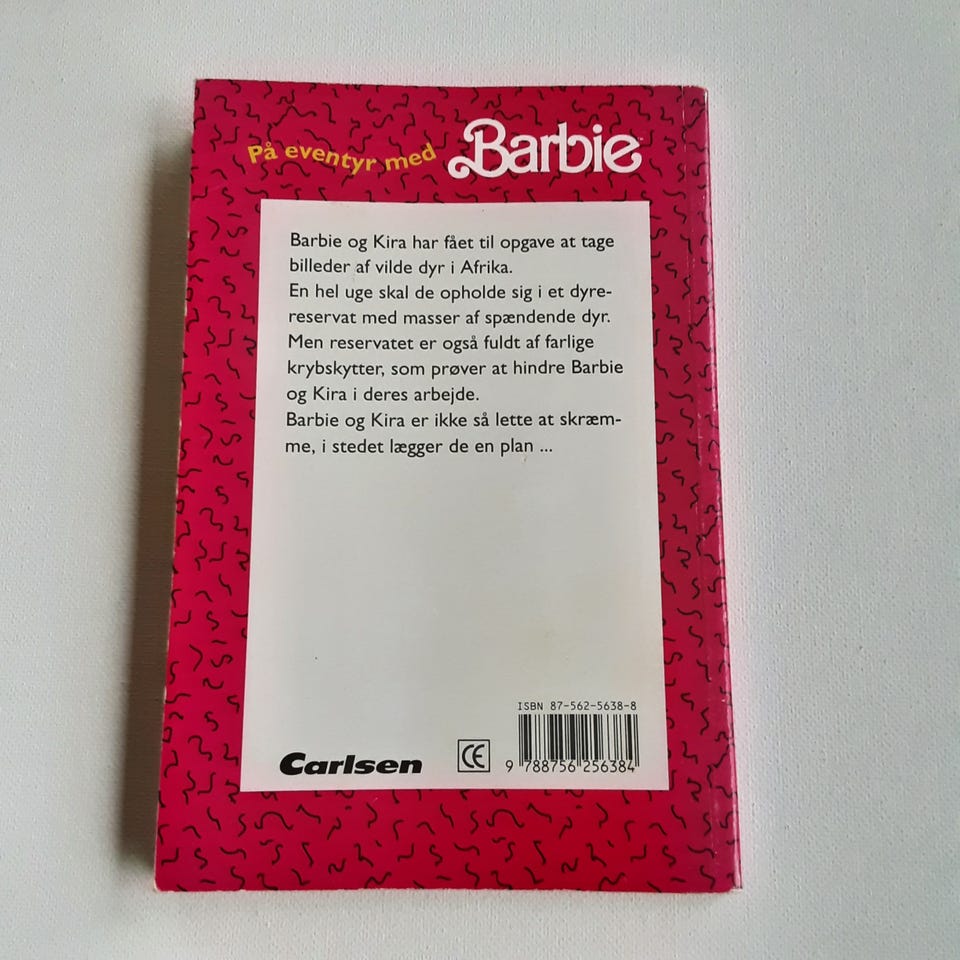 På eventyr med Barbie
Barbie og Kira har fået til opgave at tage
billeder af vilde dyr i Afrika.
En hel uge skal de opholde sig i et dyre-
reservat med masser af spændende dyr.
Men reservatet er også fuldt af farlige
krybskytter, som prøver at hindre Barbie
og Kira i deres arbejde.
Barbie og Kira er ikke så lette at skræm-
me, i stedet lægger de en plan ...
ISBN 87-562-5638-8
Carlsen CE 9 788756 256384